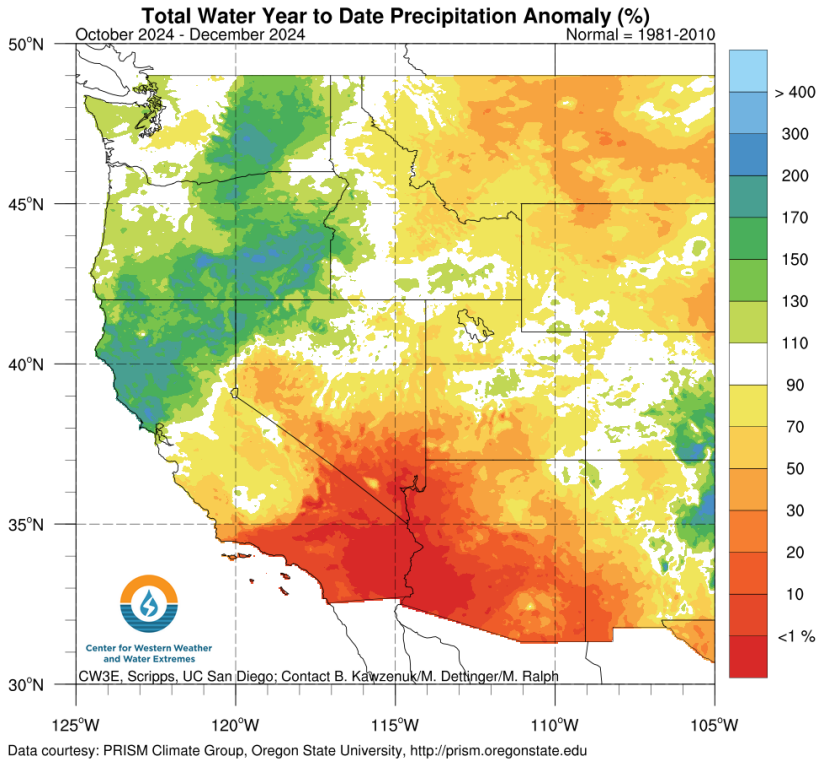 Total Water Year to Date Precipitation Anomaly (%)
October 2024 - December 2024 Normal = 1981-2010
50°N
> 400
300
200
45°N
170
150
130
110
40°N
90
70
50
35°N
30
20
10
<1 %
Center for Western Weather
and Water Extremes
CW3E, Scripps, UC San Diego; Contact B. Kawzenuk/M. Dettinger/M. Ralph
30°N
125°W 120°W 115°W 110°W 105°W
Data courtesy: PRISM Climate Group, Oregon State University, http://prism.oregonstate.edu